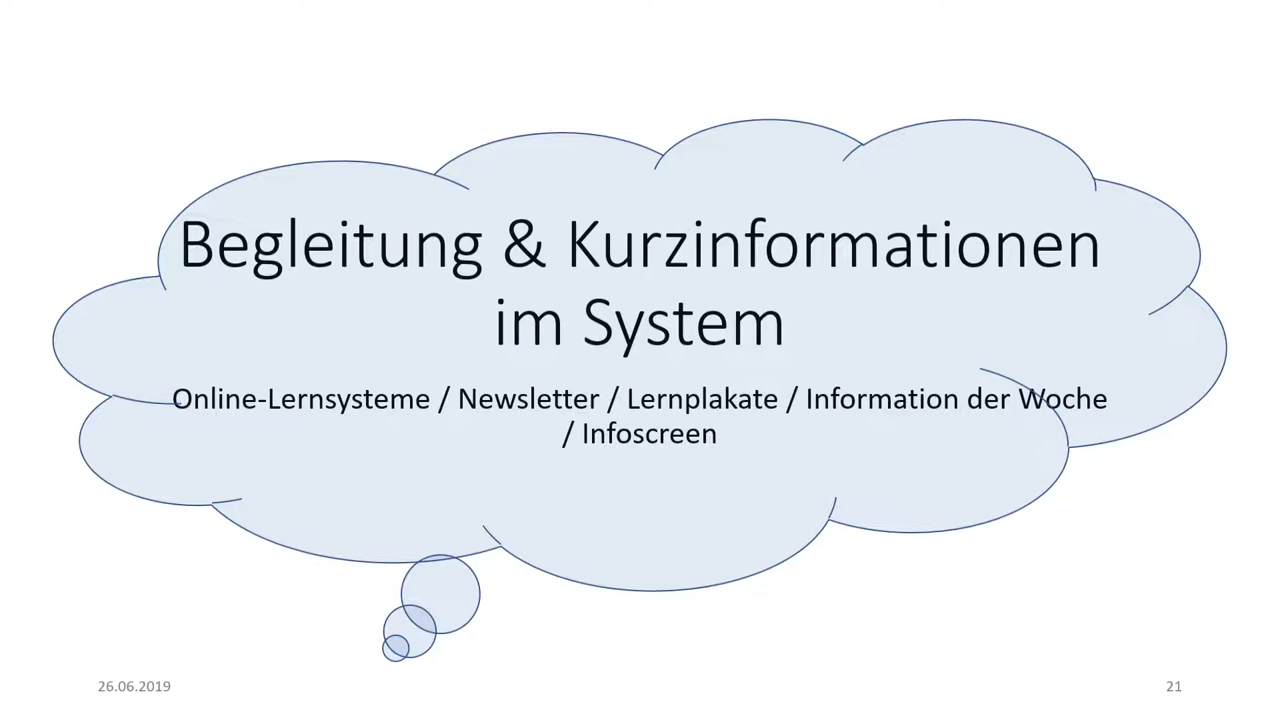 Begleitung & Kurzinformationen
im System
Online-Lernsysteme / Newsletter / Lernplakate / Information der Woche
/ Infoscreen
26.06.2019
21